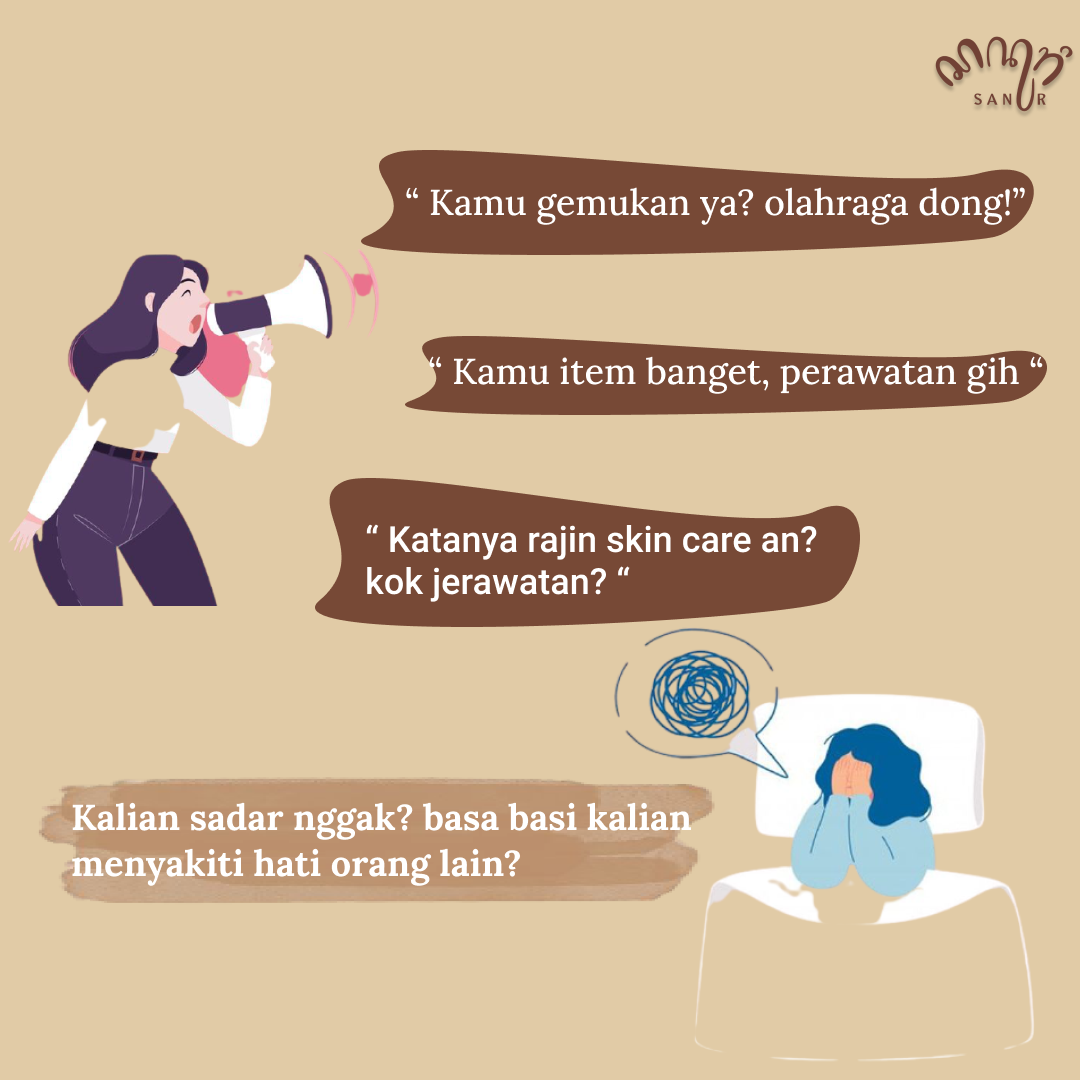 SANUR
“ Kamu gemukan ya? olahraga dong!”
“ Kamu item banget, perawatan gih “
“ Katanya rajin skin care an?
kok jerawatan? “
Kalian sadar nggak? basa basi kalian
menyakiti hati orang lain?